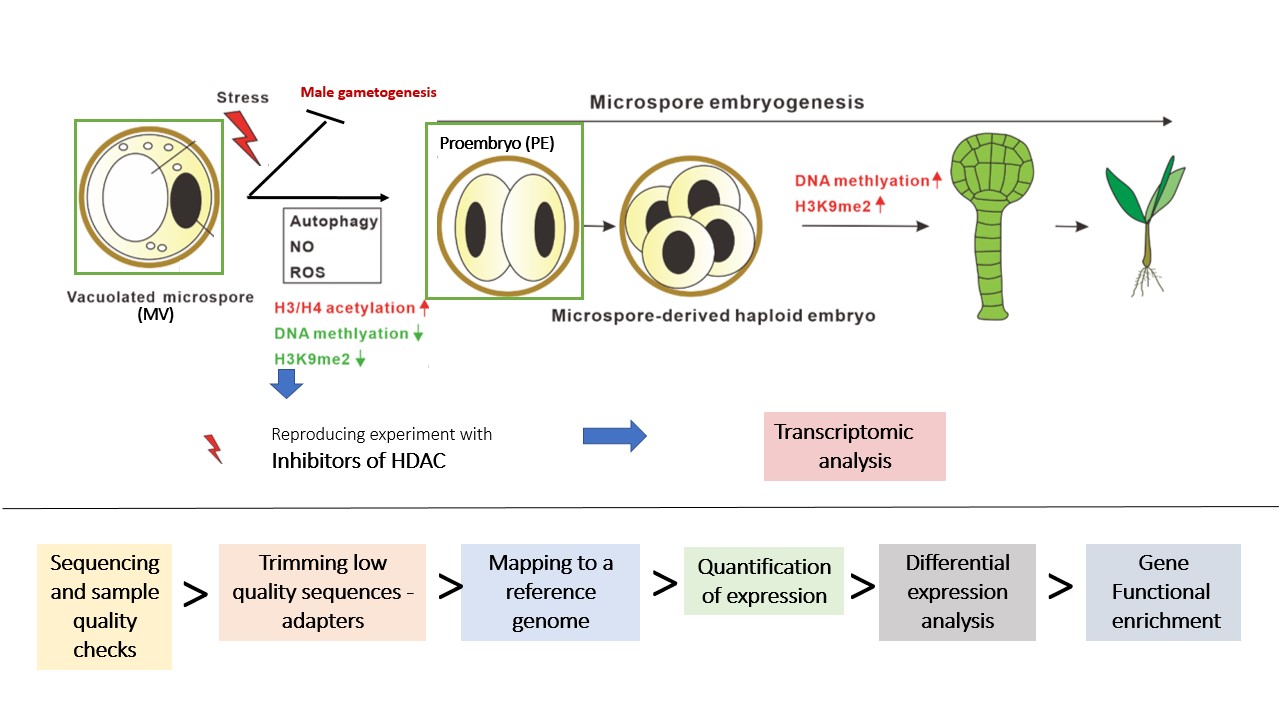 Stress
Male gametogenesis
Microspore embryogenesis
Proembryo (PE)
DNA methlyation
H3K9me2
Autophagy
NO
ROS
Vacuolated microspore
(MV)
H3/H4 acetylation
DNA methlyation
H3K9me2
Microspore-derived haploid embryo
Reproducing experiment with
Inhibitors of HDAC
Transcriptomic
analysis
Sequencing
and sample
quality
checks
>
Trimming low
quality sequences -
adapters
>
Mapping to a
reference
genome
>
Quantification
of expression
>
Differential
expression
analysis
>
Gene
Functional
enrichment